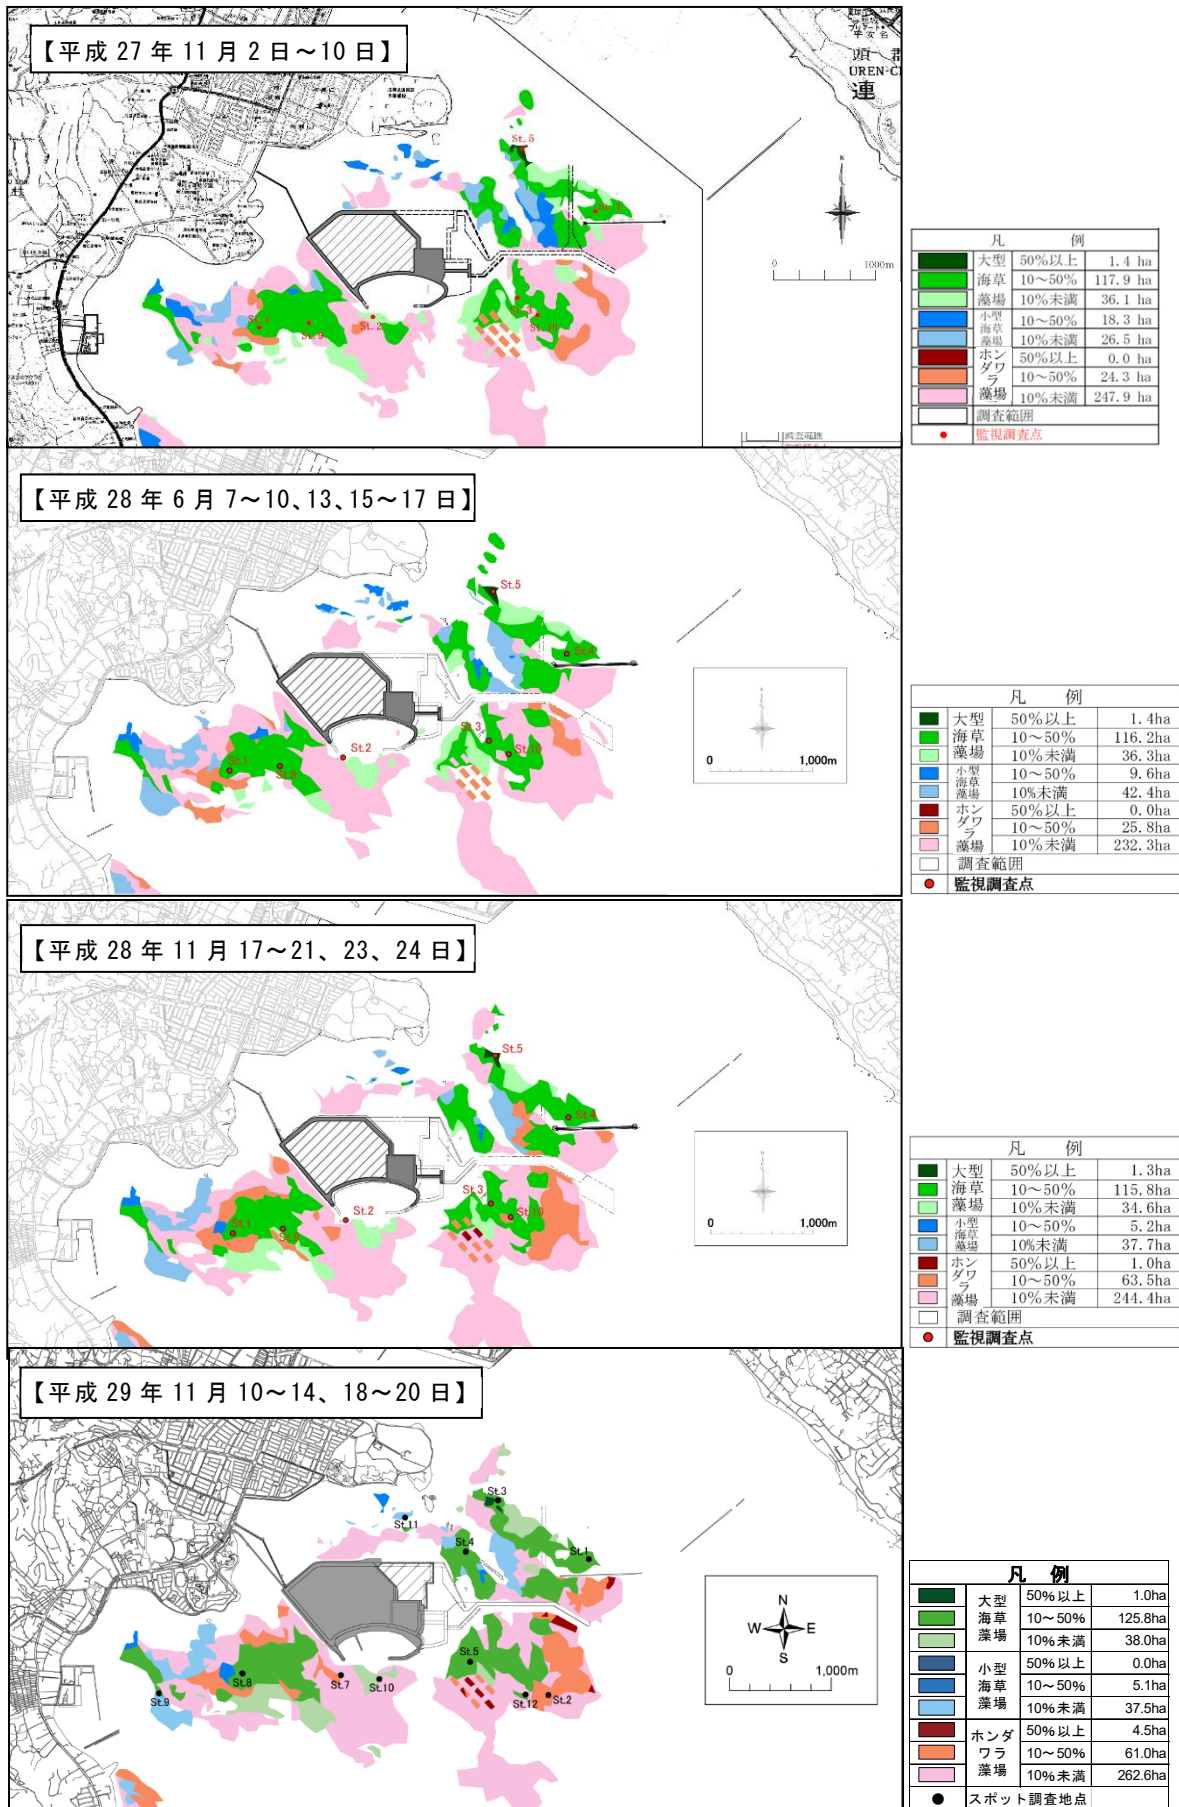 【平成 27 年 11 月 2 日～10 日】
平安名
UREN-C
連
St.5
St.4
St.1
St.9
St.2
St.3
St.10
N
0
1000m
凡 例
大型
海草
藻場
50%以上 1.4 ha
10～50% 117.9 ha
10%未満 36.1 ha
小型
海草
藻場
10～50% 18.3 ha
10%未満 26.5 ha
ホン
ダワ
ラ
藻場
50%以上 0.0 ha
10～50% 24.3 ha
10%未満 247.9 ha
調査範囲
監視調査点
調査範囲
【平成 28 年 6 月 7～10、13、15～17 日】
St.5
St.4
St.3
St.10
St.2
St.1
St.9
N
0 1,000m
凡 例
大型
海草
藻場
50%以上 1.4ha
10～50% 116.2ha
10%未満 36.3ha
小型
海草
藻場
10～50% 9.6ha
10%未満 42.4ha
ホン
ダワ
ラ
藻場
50%以上 0.0ha
10～50% 25.8ha
10%未満 232.3ha
調査範囲
監視調査点
【平成 28 年 11 月 17～21、23、24 日】
St.5
St.4
St.3
St.10
St.2
St.1
St.9
N
0 1,000m
凡 例
大型
海草
藻場
50%以上 1.3ha
10～50% 115.8ha
10%未満 34.6ha
小型
海草
藻場
10～50% 5.2ha
10%未満 37.7ha
ホン
ダワ
ラ
藻場
50%以上 1.0ha
10～50% 63.5ha
10%未満 244.4ha
調査範囲
監視調査点
【平成 29 年 11 月 10～14、18～20 日】
St.3
St.11
St.4
St.1
St.5
St.8
St.7
St.10
St.9
St.12
St.2
N
W E
S
0 1,000m
凡 例
大型
海草
藻場
50%以上 1.0ha
10～50% 125.8ha
10%未満 38.0ha
小型
海草
藻場
50%以上 0.0ha
10～50% 5.1ha
10%未満 37.5ha
ホンダ
ワラ
藻場
50%以上 4.5ha
10～50% 61.0ha
10%未満 262.6ha
スポット調査地点